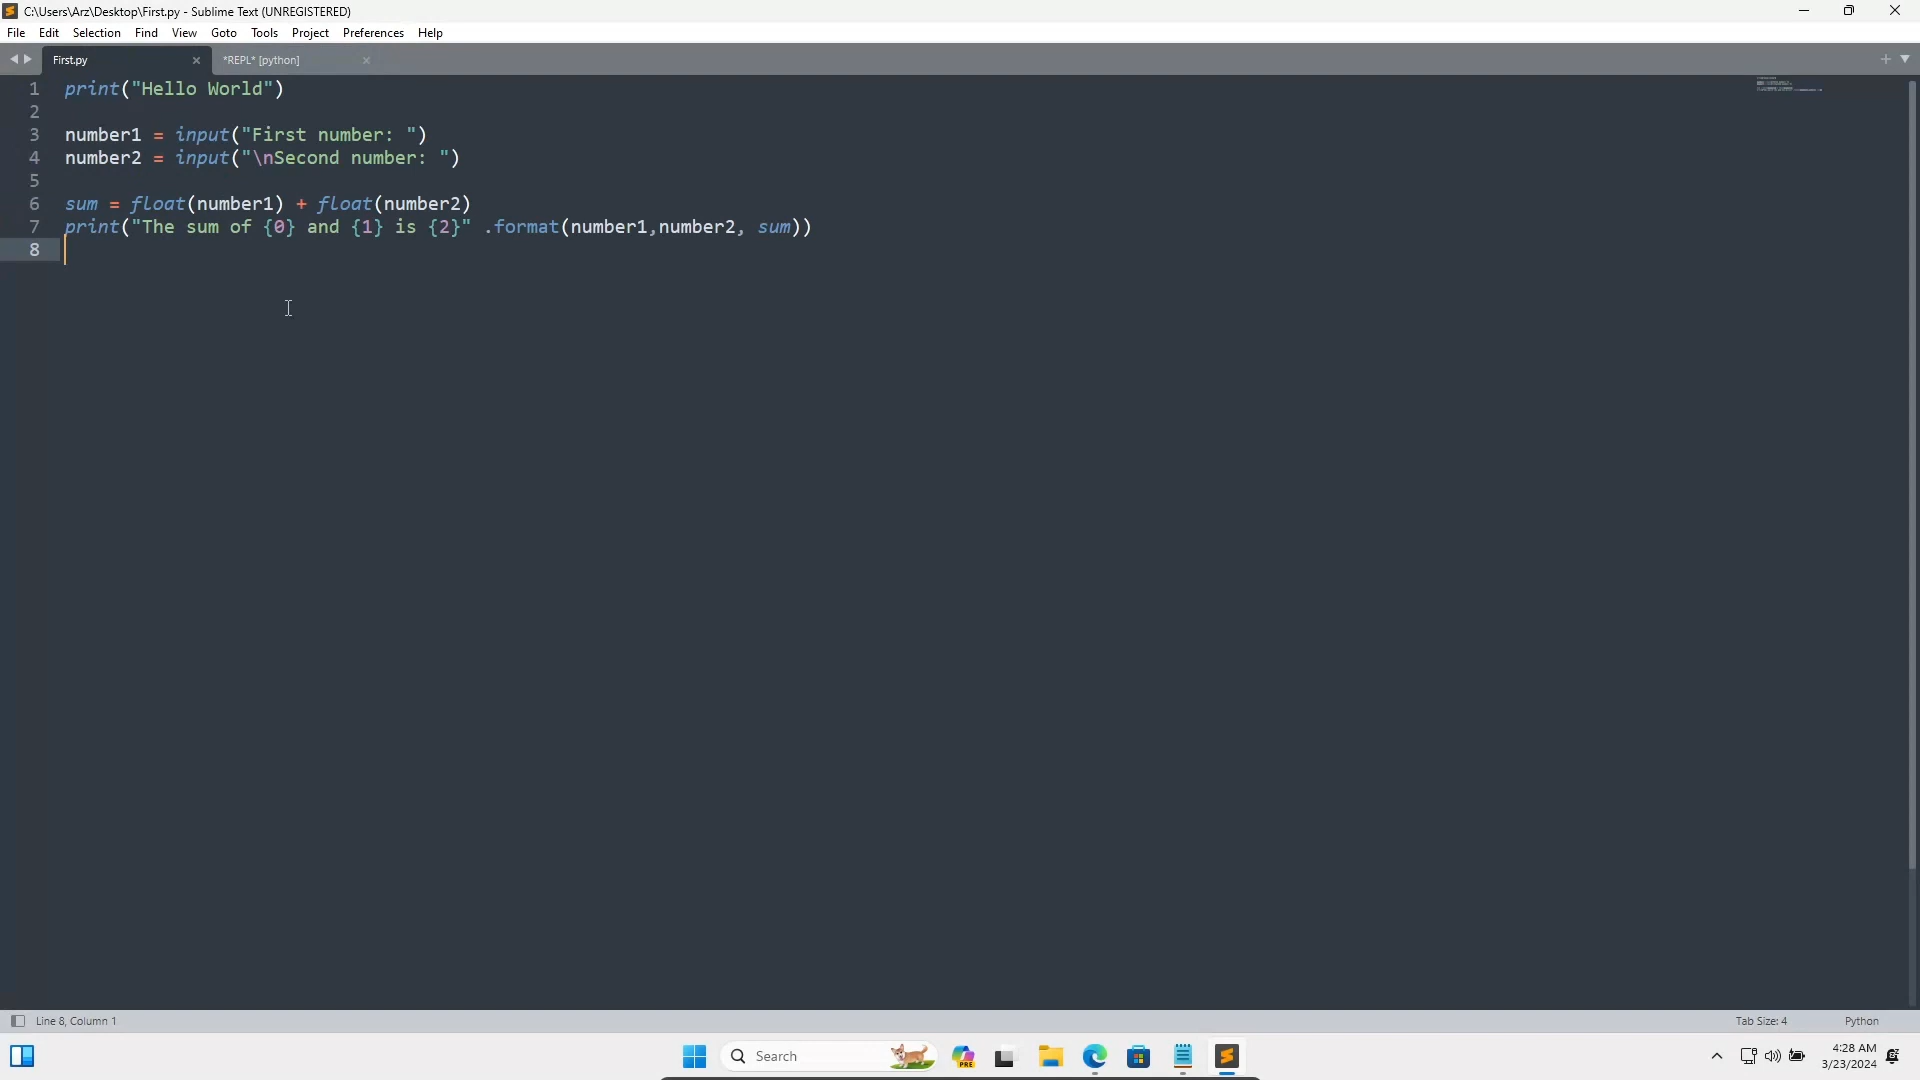 C:\Users\Arz\Desktop\First.py - Sublime Text (UNREGISTERED)
File Edit Selection Find View Goto Tools Project Preferences Help
First.py × *REPL* [python] ×
1 print("Hello World")
2
3 number1 = input("First number: ")
4 number2 = input("\nSecond number: ")
5
6 sum = float(number1) + float(number2)
7 print("The sum of {0} and {1} is {2}" .format(number1,number2, sum))
8
Line 8, Column 1 Tab Size: 4 Python
Search PRE 4:28 AM
3/23/2024